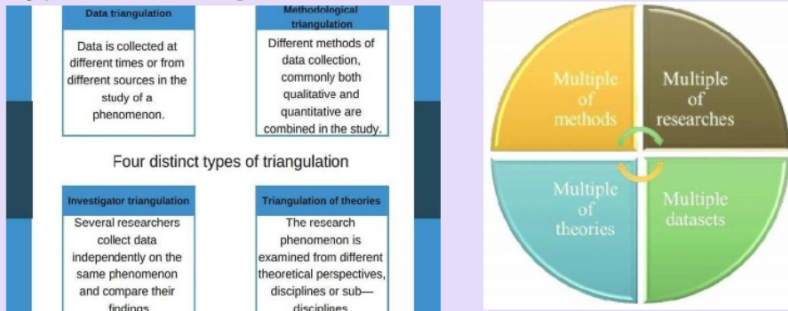 Data triangulation
Data is collected at
different times or from
different sources in the
study of a
phenomenon.
Methodological
triangulation
Different methods of
data collection,
commonly both
qualitative and
quantitative are
combined in the study.
Four distinct types of triangulation
Investigator triangulation
Several researchers
collect data
independently on the
same phenomenon
and compare their
findings
Triangulation of theories
The research
phenomenon is
examined from different
theoretical perspectives,
disciplines or sub—
disciplines
Multiple
of
methods
Multiple
of
researches
Multiple
of
theories
Multiple
datasets